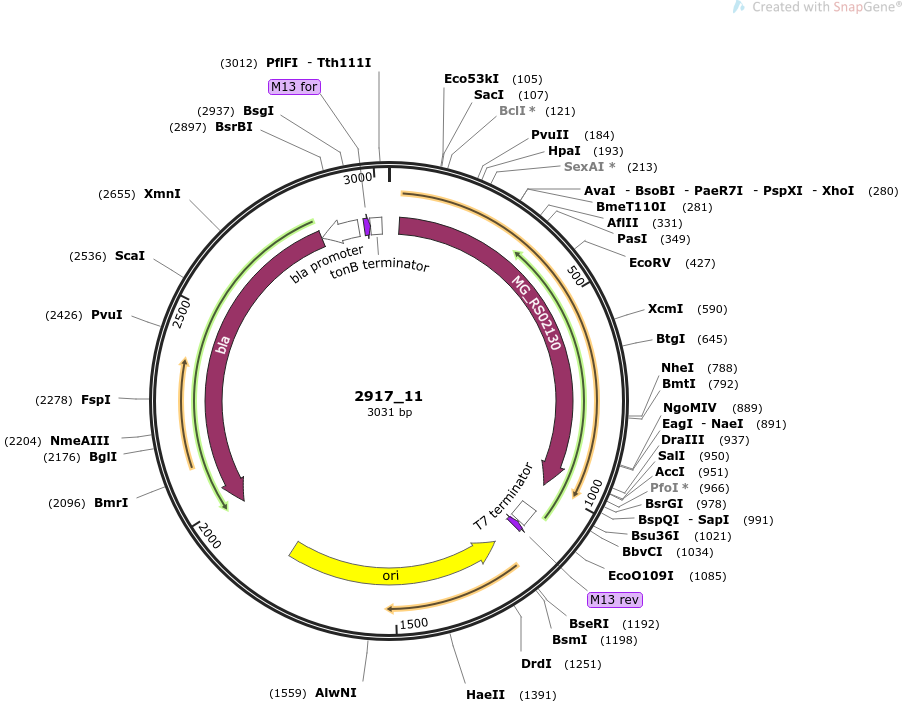 Created with SnapGene®
(3012) PflFI - Tth111I
M13 for
(2937) BsgI
(2897) BsrBI
(2655) XmnI
(2536) ScaI
(2426) PvuI
(2278) FspI
(2204) NmeAIII
(2176) BglI
(2096) BmrI
(1559) AlwNI
Eco53kI (105)
SacI (107)
BclI * (121)
PvuII (184)
HpaI (193)
SexAI * (213)
AvaI - BsoBI - PaeR7I - PspXI - XhoI (280)
BmeT110I (281)
AflII (331)
PasI (349)
EcoRV (427)
XcmI (590)
BtgI (645)
NheI (788)
BmtI (792)
NgoMIV (889)
EagI - NaeI (891)
DraIII (937)
SalI (950)
AccI (951)
PfoI * (966)
BsrGI (978)
BspQI - SapI (991)
Bsu36I (1021)
BbvCI (1034)
EcoO109I (1085)
M13 rev
BseRI (1192)
BsmI (1198)
DrdI (1251)
HaeII (1391)
3000
500
1000
1500
2000
2500
bla promoter
tonB terminator
MG_RS02130
bla
T7 terminator
ori
2917_11
3031 bp